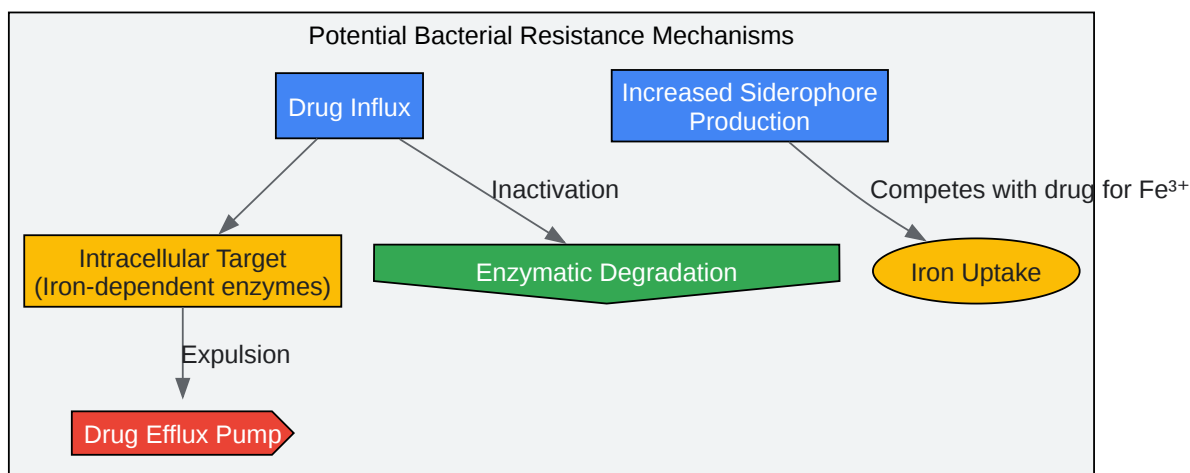 Potential Bacterial Resistance Mechanisms
Drug Influx
Increased Siderophore
Production
Inactivation
Competes with drug for Fe³⁺
Intracellular Target
(Iron-dependent enzymes)
Enzymatic Degradation
Iron Uptake
Expulsion
Drug Efflux Pump